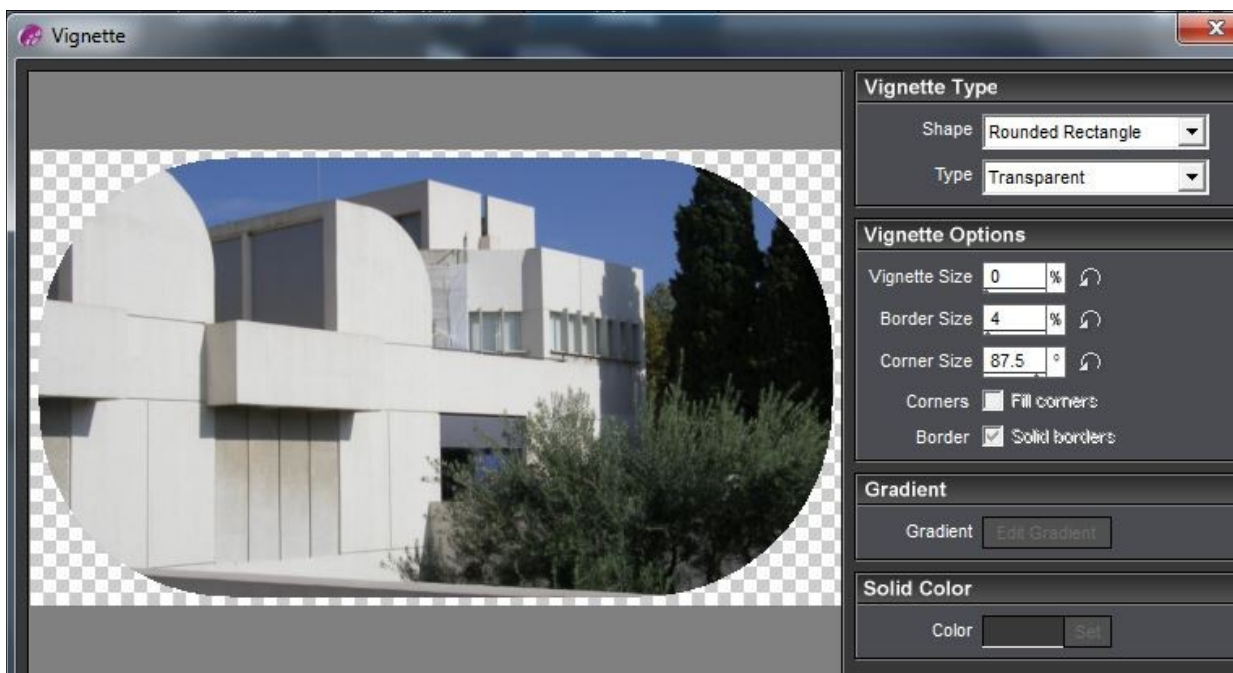 Vignette
X
Vignette Type
Shape Rounded Rectangle
Type Transparent
Vignette Options
Vignette Size 0 %
Border Size 4 %
Corner Size 87.5 °
Corners Fill corners
Border Solid borders
Gradient
Gradient Edit Gradient
Solid Color
Color Set